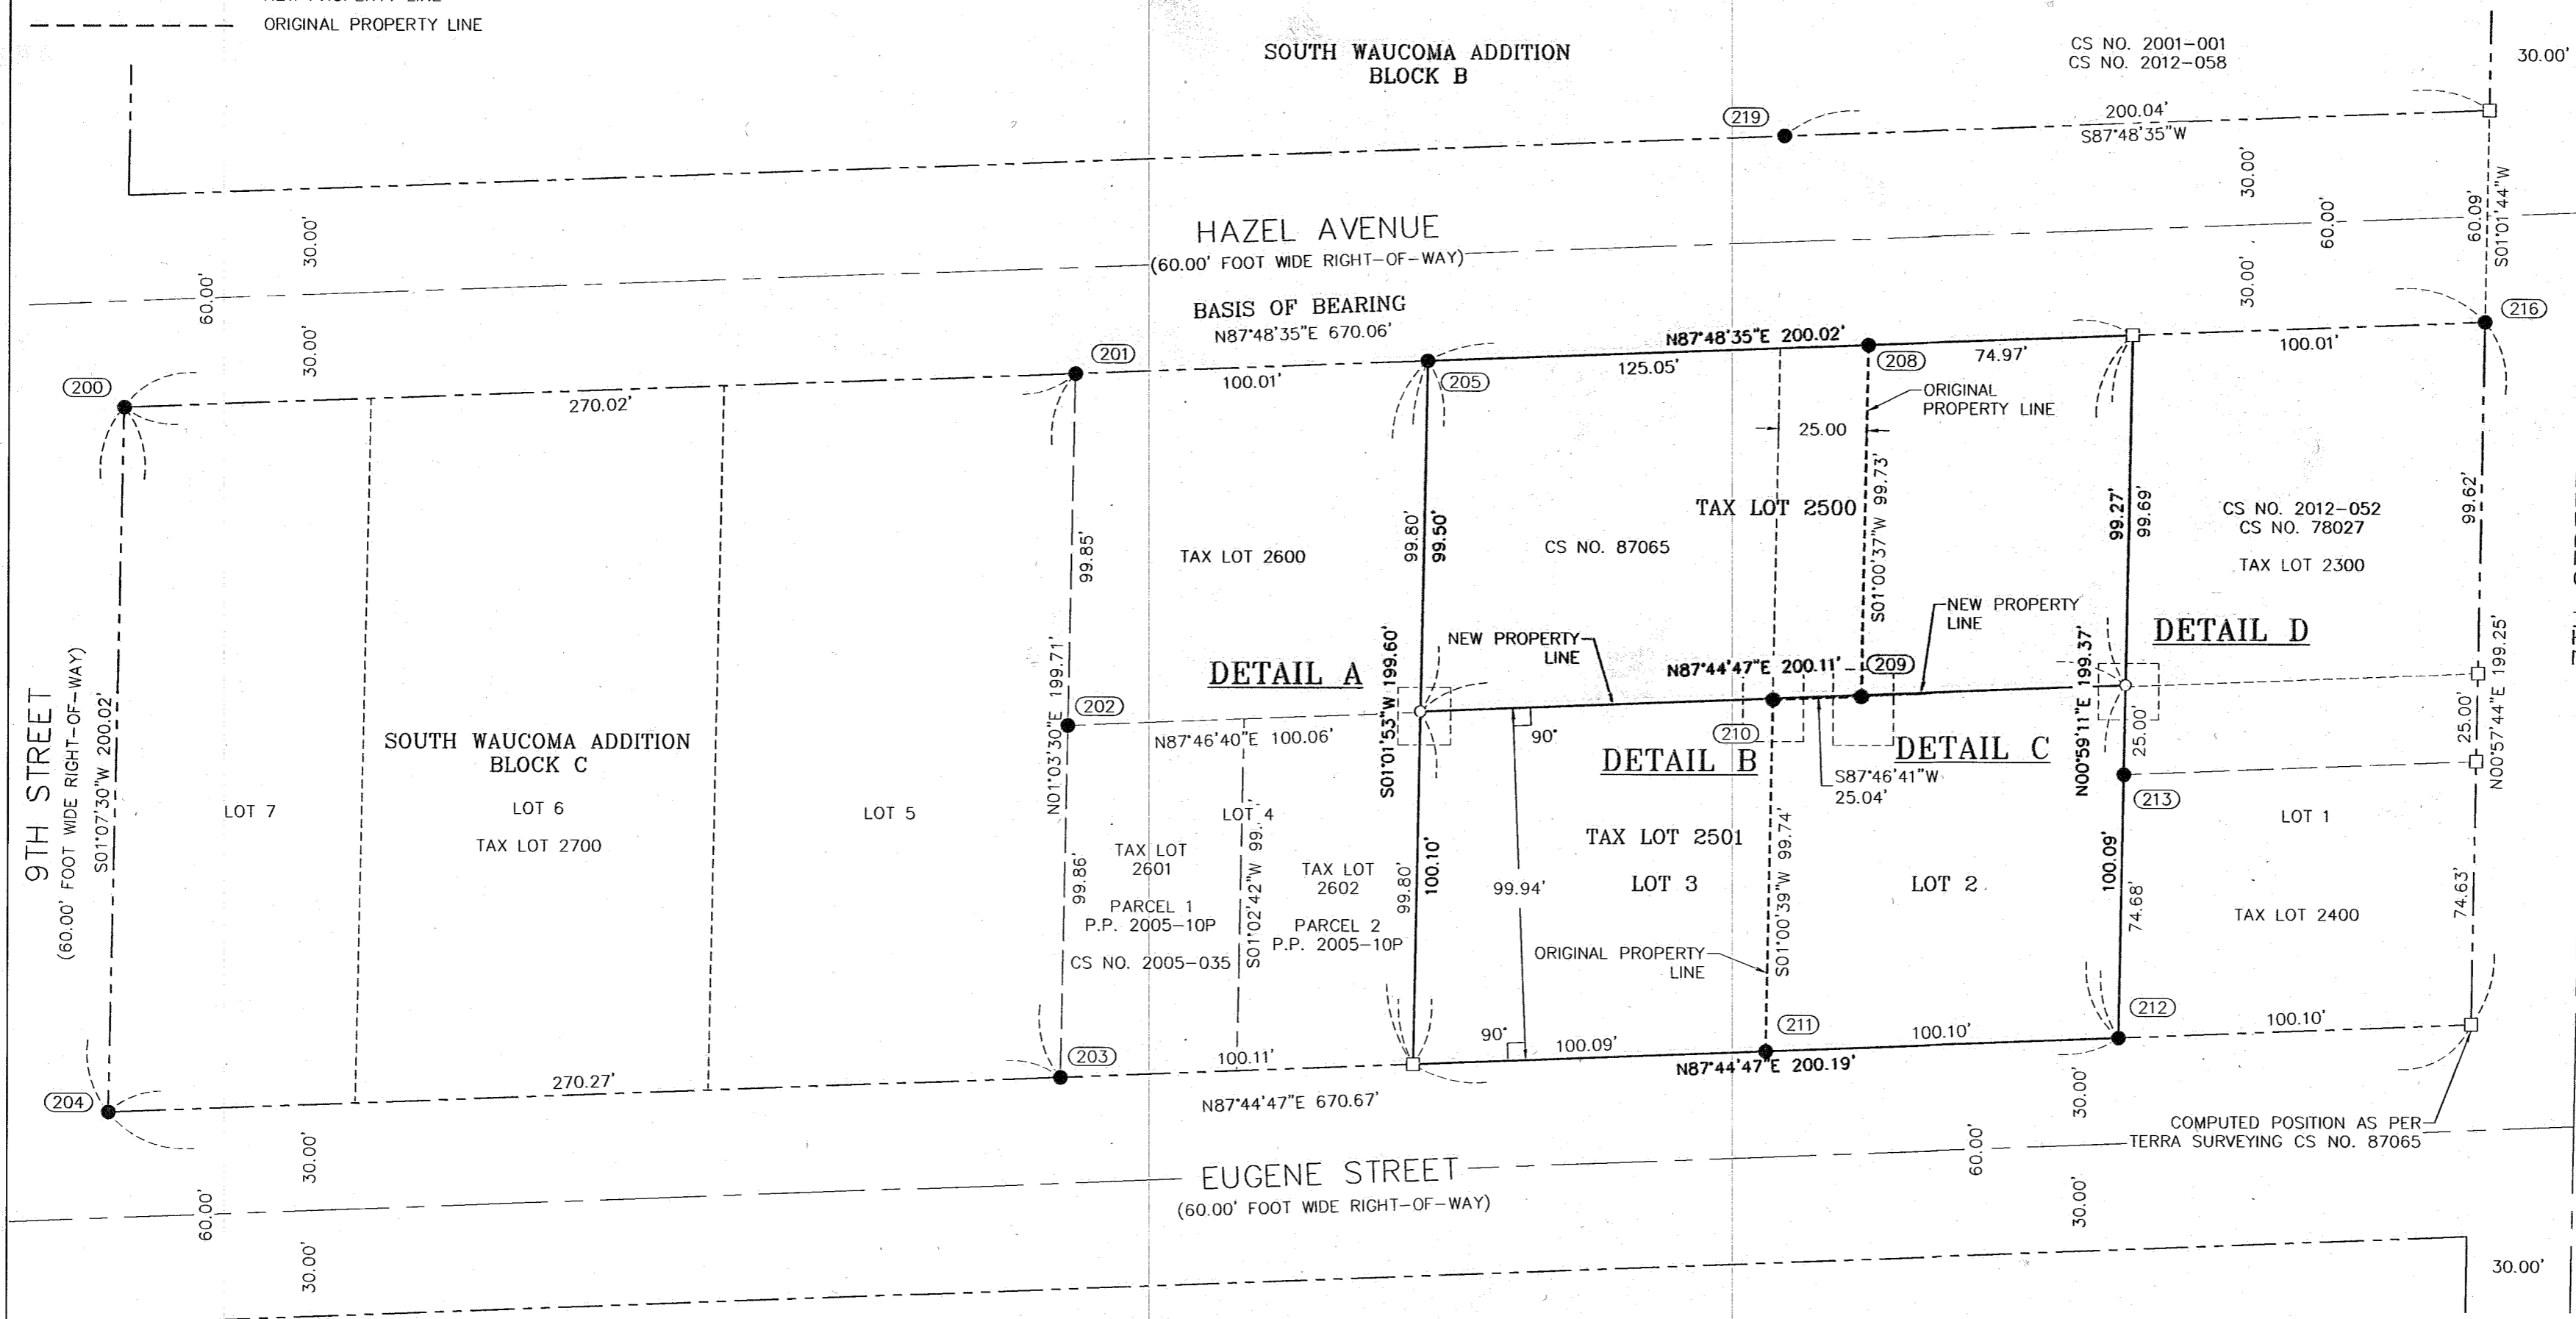 ORIGINAL PROPERTY LINE
SOUTH WAUCOMA ADDITION
BLOCK B
CS NO. 2001-001
CS NO. 2012-058
30.00'
219
200.04'
S87°48'35"W
30.00'
60.00'
30.00'
60.09'
S01°01'44"W
HAZEL AVENUE
(60.00' FOOT WIDE RIGHT-OF-WAY)
30.00'
60.00'
30.00'
BASIS OF BEARING
N87°48'35"E 670.06'
200
270.02'
201
100.01'
205
N87°48'35"E 200.02'
125.05'
208
74.97'
100.01'
216
ORIGINAL
PROPERTY LINE
25.00
TAX LOT 2500
S01°00'37"W 99.73'
CS NO. 87065
TAX LOT 2600
99.85'
99.80'
99.50'
99.27'
99.69'
CS NO. 2012-052
CS NO. 78027
TAX LOT 2300
99.62'
NEW PROPERTY
LINE
NEW PROPERTY
LINE
DETAIL A
DETAIL D
N87°44'47"E 200.11'
209
9TH STREET
(60.00' FOOT WIDE RIGHT-OF-WAY)
S01°07'30"W 200.02'
N01°03'30"E 199.71'
202
N87°46'40"E 100.06'
S01°01'53"W 199.60'
90°
210
DETAIL B
DETAIL C
S87°46'41"W
25.04'
N00°59'11"E 199.37'
25.00'
213
25.00'
N00°57'44"E 199.25'
SOUTH WAUCOMA ADDITION
BLOCK C
LOT 7
LOT 6
TAX LOT 2700
LOT 5
LOT 4
TAX LOT
2601
PARCEL 1
P.P. 2005-10P
CS NO. 2005-035
99.86'
S01°02'42"W
TAX LOT
2602
PARCEL 2
P.P. 2005-10P
99.80'
100.10'
99.94'
TAX LOT 2501
LOT 3
S01°00'39"W 99.74'
LOT 2
ORIGINAL PROPERTY
LINE
100.09'
74.68'
LOT 1
TAX LOT 2400
74.63'
204
270.27'
203
100.11'
N87°44'47"E 670.67'
90°
100.09'
211
100.10'
N87°44'47"E 200.19'
212
100.10'
COMPUTED POSITION AS PER
TERRA SURVEYING CS NO. 87065
EUGENE STREET
(60.00' FOOT WIDE RIGHT-OF-WAY)
30.00'
60.00'
30.00'
30.00'
60.00'
30.00'
30.00'